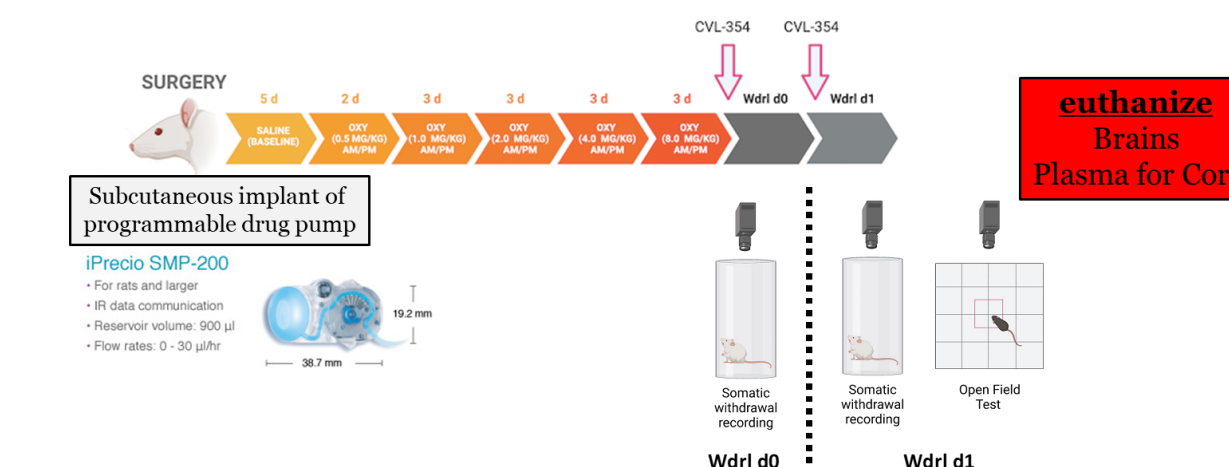 CVL-354 CVL-354
SURGERY
5 d 2 d 3 d 3 d 3 d 3 d Wdrl d0 Wdrl d1
SALINE
(BASELINE)
OXY
(0.5 MG/KG)
AM/PM
OXY
(1.0 MG/KG)
AM/PM
OXY
(2.0 MG/KG)
AM/PM
OXY
(4.0 MG/KG)
AM/PM
OXY
(8.0 MG/KG)
AM/PM
euthanize
Brains
Plasma for Cor
Subcutaneous implant of
programmable drug pump
iPrecio SMP-200
• For rats and larger
• IR data communication
• Reservoir volume: 900 µl
• Flow rates: 0 - 30 µl/hr
19.2 mm
38.7 mm
Somatic
withdrawal
recording
Somatic
withdrawal
recording
Open Field
Test
Wdrl d0 Wdrl d1